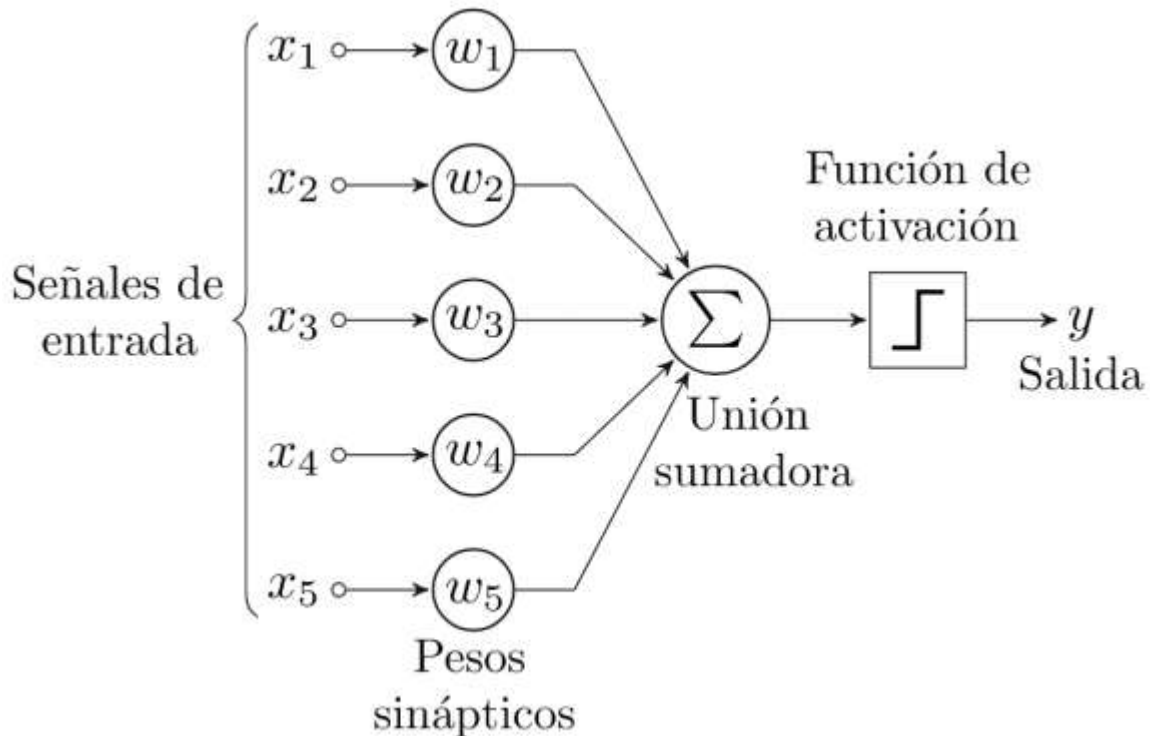 x₁
w₁
x₂
w₂
Función de
activación
Señales de
entrada
x₃
w₃
Σ
y
Salida
Unión
sumadora
x₄
w₄
x₅
w₅
Pesos
sinápticos